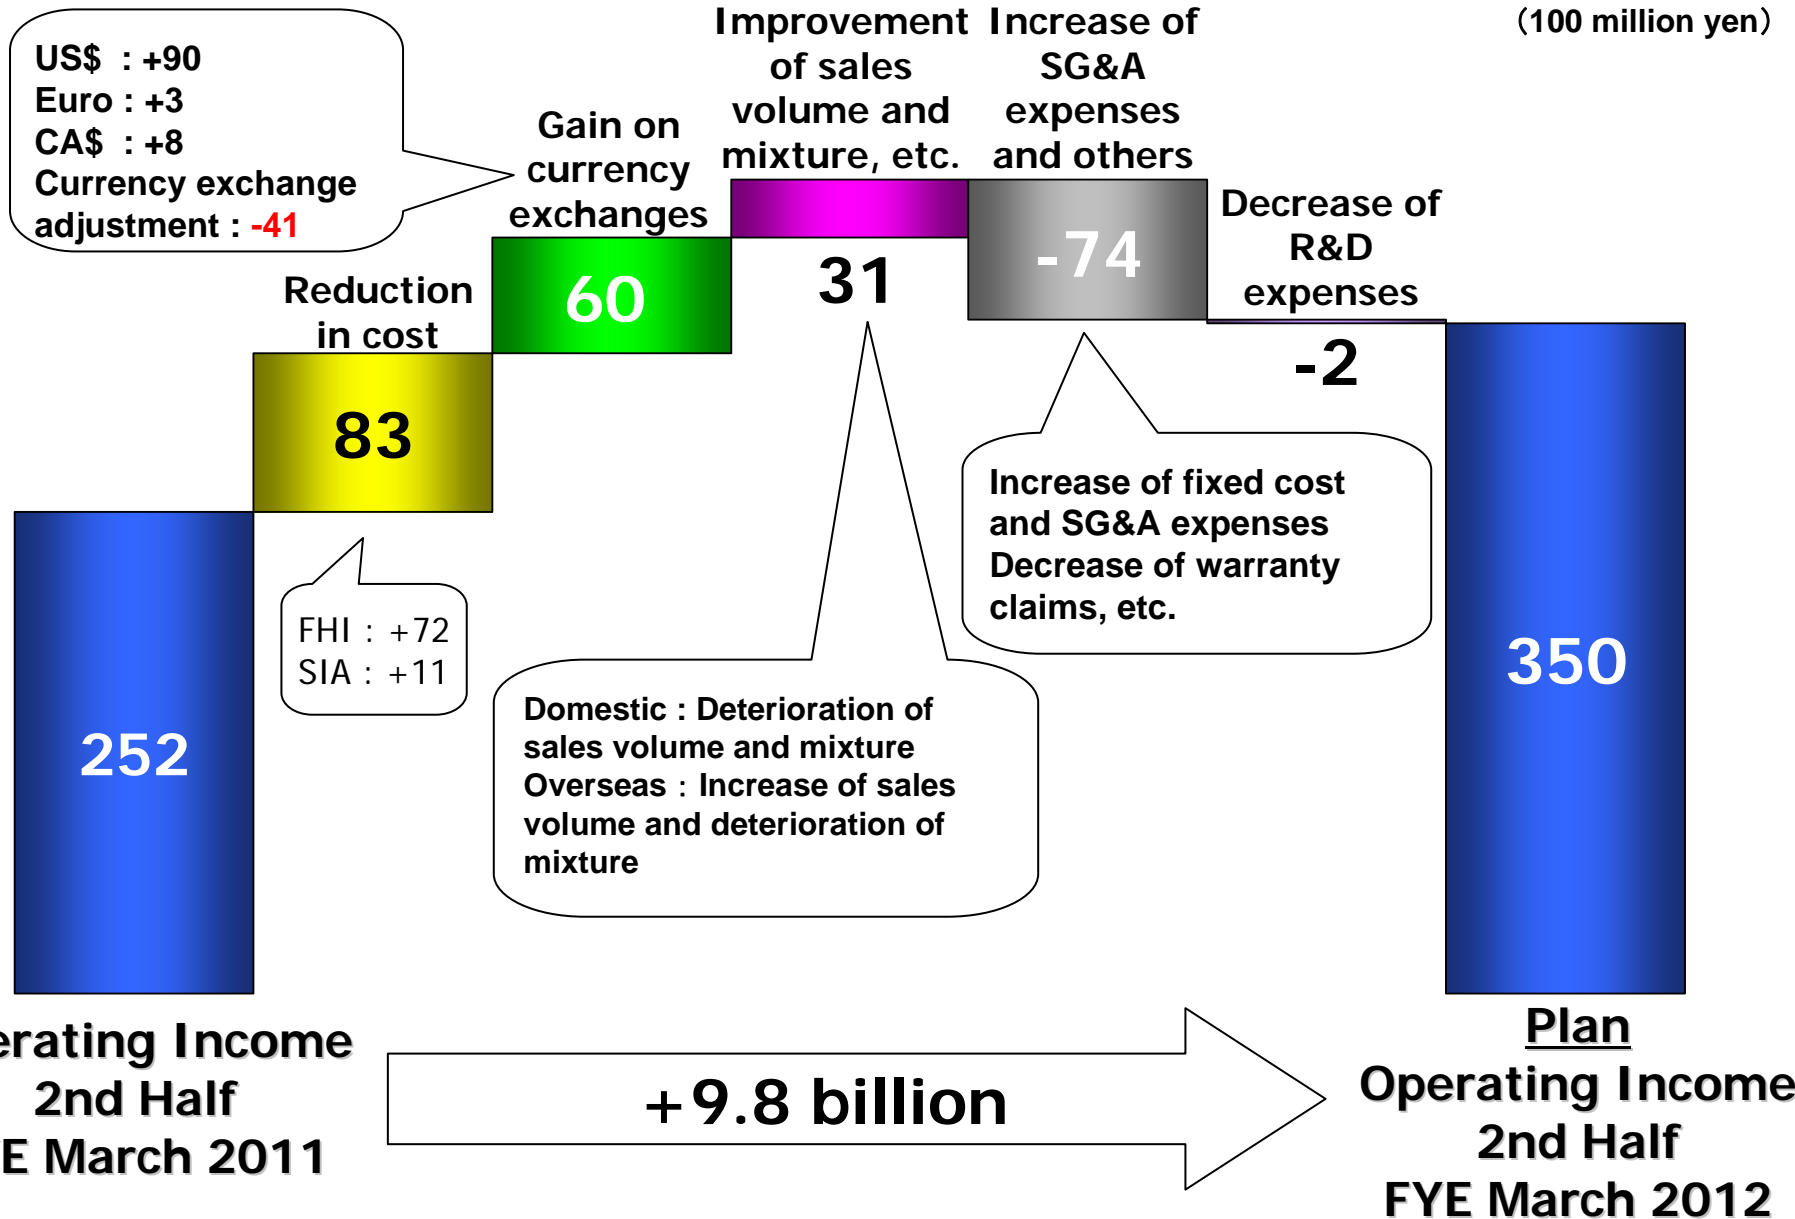 (100 million yen)
US$ : +90
Euro : +3
CA$ : +8
Currency exchange
adjustment : -41
Gain on
currency
exchanges
Improvement
of sales
volume and
mixture, etc.
Increase of
SG&A
expenses
and others
Decrease of
R&D
expenses
Reduction
in cost
252
83
60
31
-74
-2
350
FHI : +72
SIA : +11
Domestic : Deterioration of
sales volume and mixture
Overseas : Increase of sales
volume and deterioration of
mixture
Increase of fixed cost
and SG&A expenses
Decrease of warranty
claims, etc.
erating Income
2nd Half
E March 2011
+9.8 billion
Plan
Operating Income
2nd Half
FYE March 2012